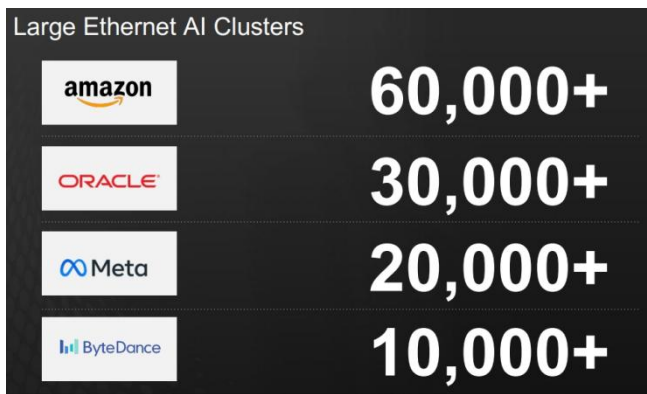 Large Ethernet AI Clusters
amazon
60,000+
ORACLE
30,000+
Meta
20,000+
ByteDance
10,000+